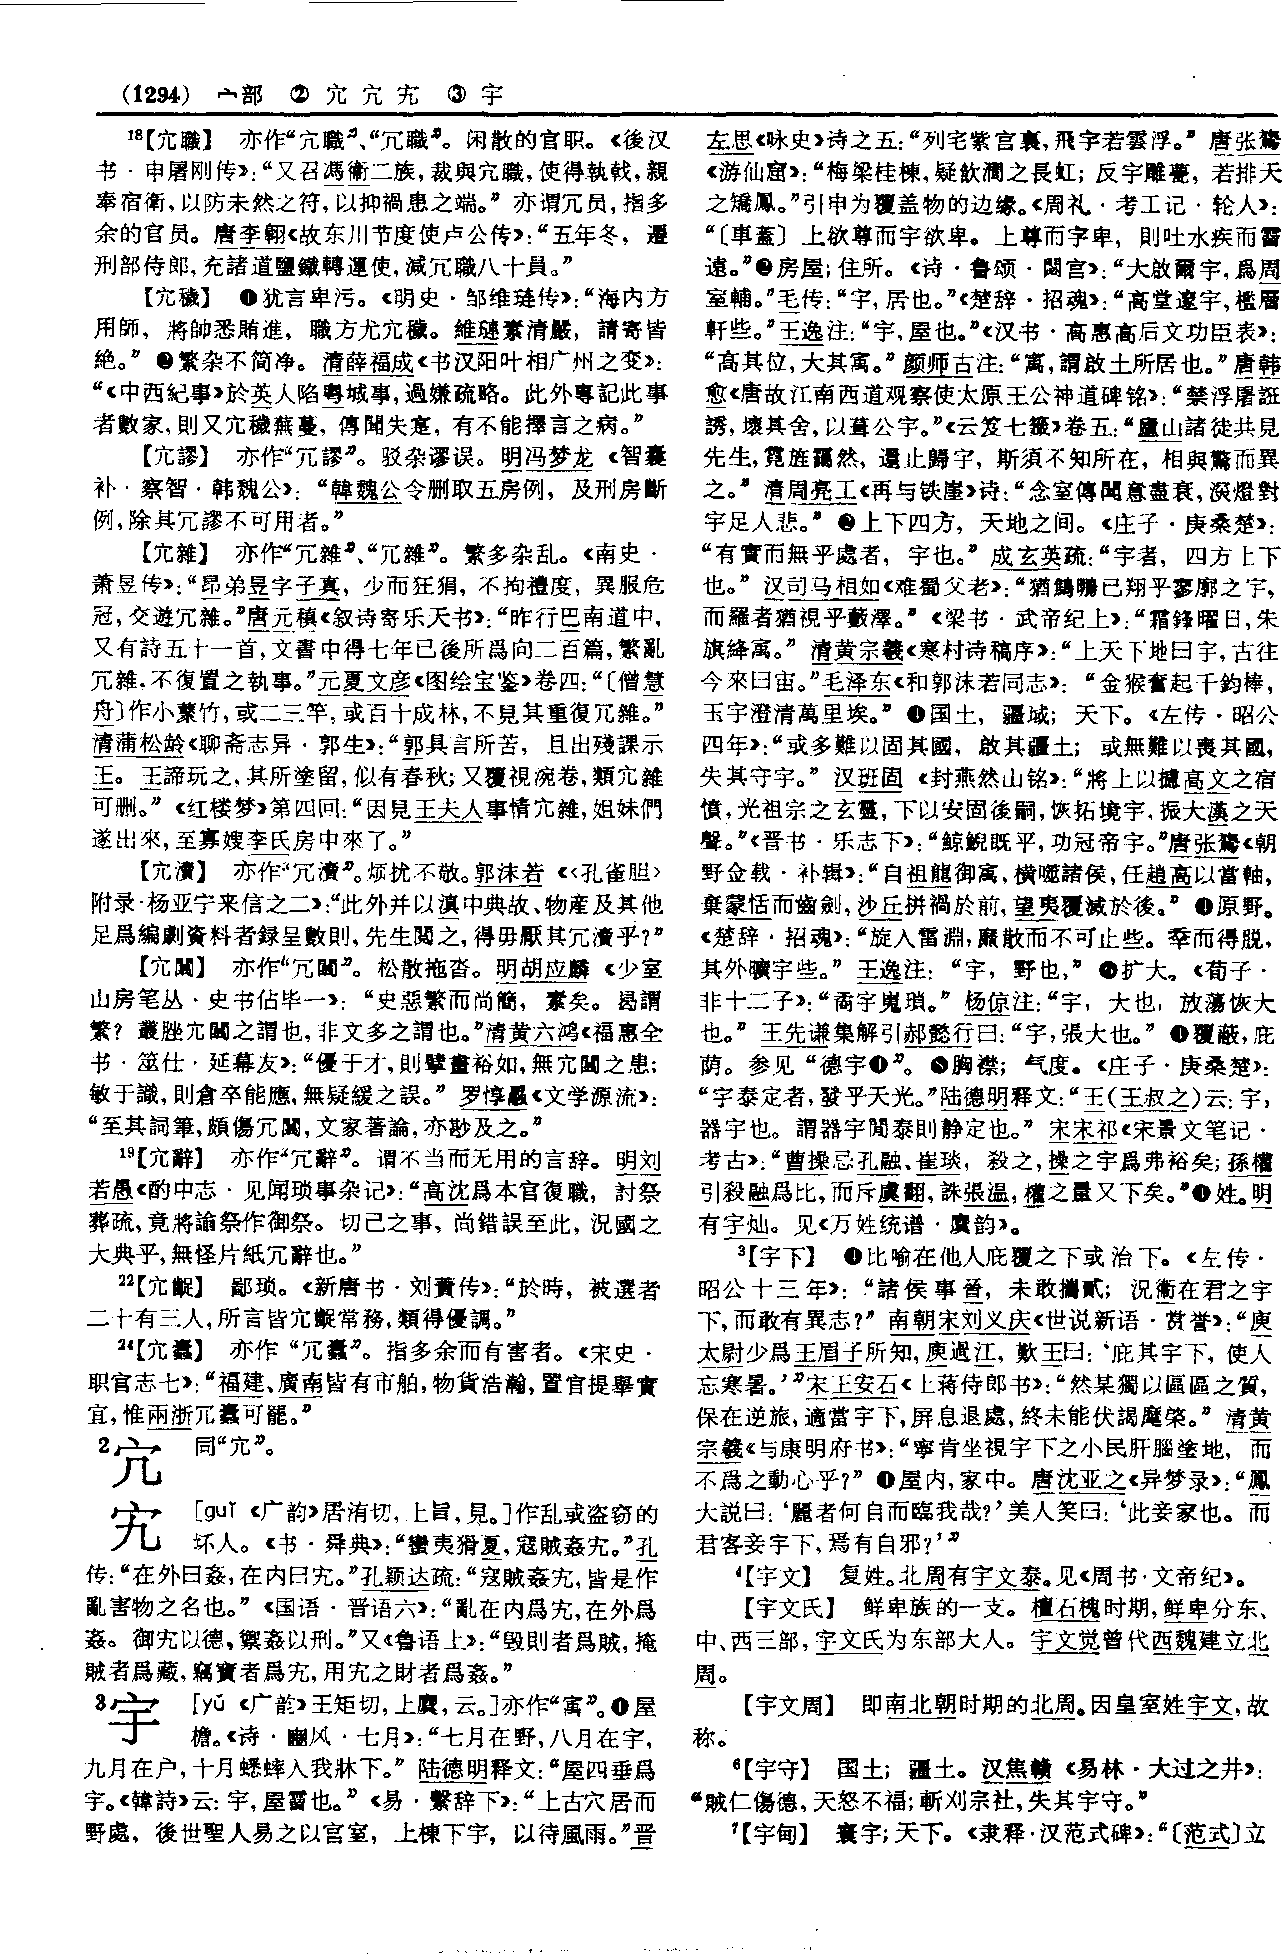 (1294) 宀部 ② 宂 宂 宄 ③ 宇
¹⁸【宂職】 亦作“宂職”、“冗職”。闲散的官职。《後汉
书·申屠刚传》：“又召馮衞二族，裁與宂職，使得執戟，親
奉宿衞，以防未然之符，以抑禍患之端。” 亦谓冗员，指多
余的官员。唐李翱《故东川节度使卢公传》：“五年冬，遷
刑部侍郎，充諸道鹽鐵轉運使，減冗職八十員。”
【宂穢】 ❶犹言卑污。《明史·邹维琏传》：“海内方
用師，將帥悉賄進，職方尤宂穢。維璉素清嚴，請寄皆
絶。” ❷繁杂不简净。清薛福成《书汉阳叶相广州之变》：
“《中西紀事》於英人陷粤城事，過嫌疏略。此外專記此事
者數家，則又宂穢蕪蔓，傳聞失寔，有不能擇言之病。”
【宂謬】 亦作“冗謬”。驳杂谬误。明冯梦龙《智囊
补·察智·韩魏公》：“韓魏公令删取五房例，及刑房斷
例，除其冗謬不可用者。”
【宂雜】 亦作“冗雜”、“冗雜”。繁多杂乱。《南史·
萧昱传》：“昂弟昱字子真，少而狂狷，不拘禮度，異服危
冠，交遊冗雜。”唐元稹《叙诗寄乐天书》：“昨行巴南道中，
又有詩五十一首，文書中得七年已後所爲向二百篇，繁亂
冗雜，不復置之執事。”元夏文彦《图绘宝鉴》卷四：“〔僧慧
舟〕作小叢竹，或二三竿，或百十成林，不見其重復冗雜。”
清蒲松龄《聊斋志异·郭生》：“郭具言所苦，且出殘課示
王。王諦玩之，其所塗留，似有春秋；又覆視涴卷，類宂雜
可删。” 《红楼梦》第四回：“因見王夫人事情宂雜，姐妹們
遂出來，至寡嫂李氏房中來了。”
【宂瀆】 亦作“冗瀆”。烦扰不敬。郭沫若《〈孔雀胆〉
附录·杨亚宁来信之二》：“此外并以滇中典故、物產及其他
足爲編劇資料者録呈數則，先生閲之，得毋厭其冗瀆乎？”
【宂闒】 亦作“冗闒”。松散拖沓。明胡应麟《少室
山房笔丛·史书佔毕一》：“史惡繁而尚簡，素矣。曷謂
繁？叢脞宂闒之謂也，非文多之謂也。”清黄六鸿《福惠全
书·筮仕·延幕友》：“優于才，則擘畫裕如，無宂闒之患；
敏于識，則倉卒能應，無疑緩之誤。” 罗惇曧《文学源流》：
“至其詞筆，頗傷冗闒，文家著論，亦尠及之。”
¹⁹【宂辭】 亦作“冗辭”。谓不当而无用的言辞。明刘
若愚《酌中志·见闻琐事杂记》：“高沈爲本官復職，討祭
葬疏，竟將諭祭作御祭。切己之事，尚錯誤至此，況國之
大典乎，無怪片紙冗辭也。”
²²【宂齪】 鄙琐。《新唐书·刘蕡传》：“於時，被選者
二十有三人，所言皆宂齪常務，類得優調。”
²⁴【宂蠹】 亦作“冗蠹”。指多余而有害者。《宋史·
职官志七》：“福建、廣南皆有市舶，物貨浩瀚，置官提舉實
宜，惟兩浙冗蠹可罷。”
2宂 同“宂”。
宄 [guǐ 《广韵》居洧切，上旨，見。]作乱或盗窃的
坏人。《书·舜典》：“蠻夷猾夏，寇賊姦宄。”孔
传：“在外曰姦，在内曰宄。”孔颖达疏：“寇賊姦宄，皆是作
亂害物之名也。” 《国语·晋语六》：“亂在内爲宄，在外爲
姦。御宄以德，禦姦以刑。”又《鲁语上》：“毁則者爲賊，掩
賊者爲藏，竊寶者爲宄，用宄之財者爲姦。”
3宇 [yǔ 《广韵》王矩切，上麌，云。]亦作“㝢”。❶屋
檐。《诗·豳风·七月》：“七月在野，八月在宇，
九月在户，十月蟋蟀入我牀下。” 陆德明释文：“屋四垂爲
宇。《韓詩》云：宇，屋霤也。” 《易·繫辞下》：“上古穴居而
野處，後世聖人易之以宫室，上棟下宇，以待風雨。”晋
左思《咏史》诗之五：“列宅紫宫裏，飛宇若雲浮。” 唐张鷟
《游仙窟》：“梅梁桂棟，疑飲澗之長虹；反宇雕甍，若排天
之矯鳳。”引申为覆盖物的边缘。《周礼·考工记·轮人》：
“〔車蓋〕上欲尊而宇欲卑。上尊而宇卑，則吐水疾而霤
遠。”❷房屋；住所。《诗·鲁颂·閟宫》：“大啟爾宇，爲周
室輔。”毛传：“宇，居也。”《楚辞·招魂》：“高堂邃宇，檻層
軒些。”王逸注：“宇，屋也。”《汉书·高惠高后文功臣表》：
“高其位，大其㝢。” 颜师古注：“㝢，謂啟土所居也。” 唐韩
愈《唐故江南西道观察使太原王公神道碑铭》：“禁浮屠誑
誘，壞其舍，以葺公宇。”《云笈七籤》卷五：“廬山諸徒共見
先生，霓旌靄然，還止歸宇，斯須不知所在，相與驚而異
之。” 清周亮工《再与铁崖》诗：“念室傳聞意盡衰，深燈對
宇足人悲。” ❷上下四方，天地之间。《庄子·庚桑楚》：
“有實而無乎處者，宇也。” 成玄英疏：“宇者，四方上下
也。” 汉司马相如《难蜀父老》：“猶鷦鵬已翔乎寥廓之宇，
而羅者猶視乎藪澤。” 《梁书·武帝纪上》：“霜鋒曜日，朱
旗絳㝢。” 清黄宗羲《寒村诗稿序》：“上天下地曰宇，古往
今來曰宙。”毛泽东《和郭沫若同志》：“金猴奮起千鈞棒，
玉宇澄清萬里埃。” ❶国土，疆域；天下。《左传·昭公
四年》：“或多難以固其國，啟其疆土；或無難以喪其國，
失其守宇。” 汉班固《封燕然山铭》：“將上以攄高文之宿
憤，光祖宗之玄靈，下以安固後嗣，恢拓境宇，振大漢之天
聲。”《晋书·乐志下》：“鲸鯢既平，功冠帝宇。”唐张鷟《朝
野佥载·补辑》：“自祖龍御㝢，横噬諸侯，任趙高以當軸，
棄蒙恬而齒劍，沙丘拼禍於前，望夷覆滅於後。” ❶原野。
《楚辞·招魂》：“旋入雷淵，爢散而不可止些。幸而得脱，
其外曠宇些。” 王逸注：“宇，野也，” ❷扩大。《荀子·
非十二子》：“矞宇嵬瑣。” 杨倞注：“宇，大也，放蕩恢大
也。” 王先谦集解引郝懿行曰：“宇，張大也。” ❶覆蔽，庇
荫。参见“德宇❶”。❽胸襟；气度。《庄子·庚桑楚》：
“宇泰定者，發乎天光。”陆德明释文：“王（王叔之）云：宇，
器宇也。謂器宇閒泰則静定也。” 宋宋祁《宋景文笔记·
考古》：“曹操忌孔融、崔琰，殺之，操之宇爲弗裕矣；孫權
引殺融爲比，而斥虞翻，誅張温，權之量又下矣。”❶姓。明
有宇灿。见《万姓统谱·麌韵》。
³【宇下】 ❶比喻在他人庇覆之下或治下。《左传·
昭公十三年》：“諸侯事晉，未敢攜貳；況衞在君之宇
下，而敢有異志？” 南朝宋刘义庆《世说新语·赏誉》：“庾
太尉少爲王眉子所知，庾過江，歎王曰：‘庇其宇下，使人
忘寒暑。’”宋王安石《上蒋侍郎书》：“然某獨以區區之質，
保在逆旅，適當宇下，屏息退處，終未能伏謁麾棨。” 清黄
宗羲《与康明府书》：“寧肯坐視宇下之小民肝腦塗地，而
不爲之動心乎？” ❶屋内，家中。唐沈亚之《异梦录》：“鳳
大説曰：‘麗者何自而臨我哉？’美人笑曰：‘此妾家也。而
君客妾宇下，焉有自邪？’”
⁴【宇文】 复姓。北周有宇文泰。见《周书·文帝纪》。
【宇文氏】 鲜卑族的一支。檀石槐时期，鲜卑分东、
中、西三部，宇文氏为东部大人。宇文觉曾代西魏建立北
周。
【宇文周】 即南北朝时期的北周。因皇室姓宇文，故
称。
⁶【宇守】 国土；疆土。汉焦赣《易林·大过之井》：
“賊仁傷德，天怒不福；斬刈宗社，失其宇守。”
⁷【宇甸】 寰宇；天下。《隶释·汉范式碑》：“〔范式〕立